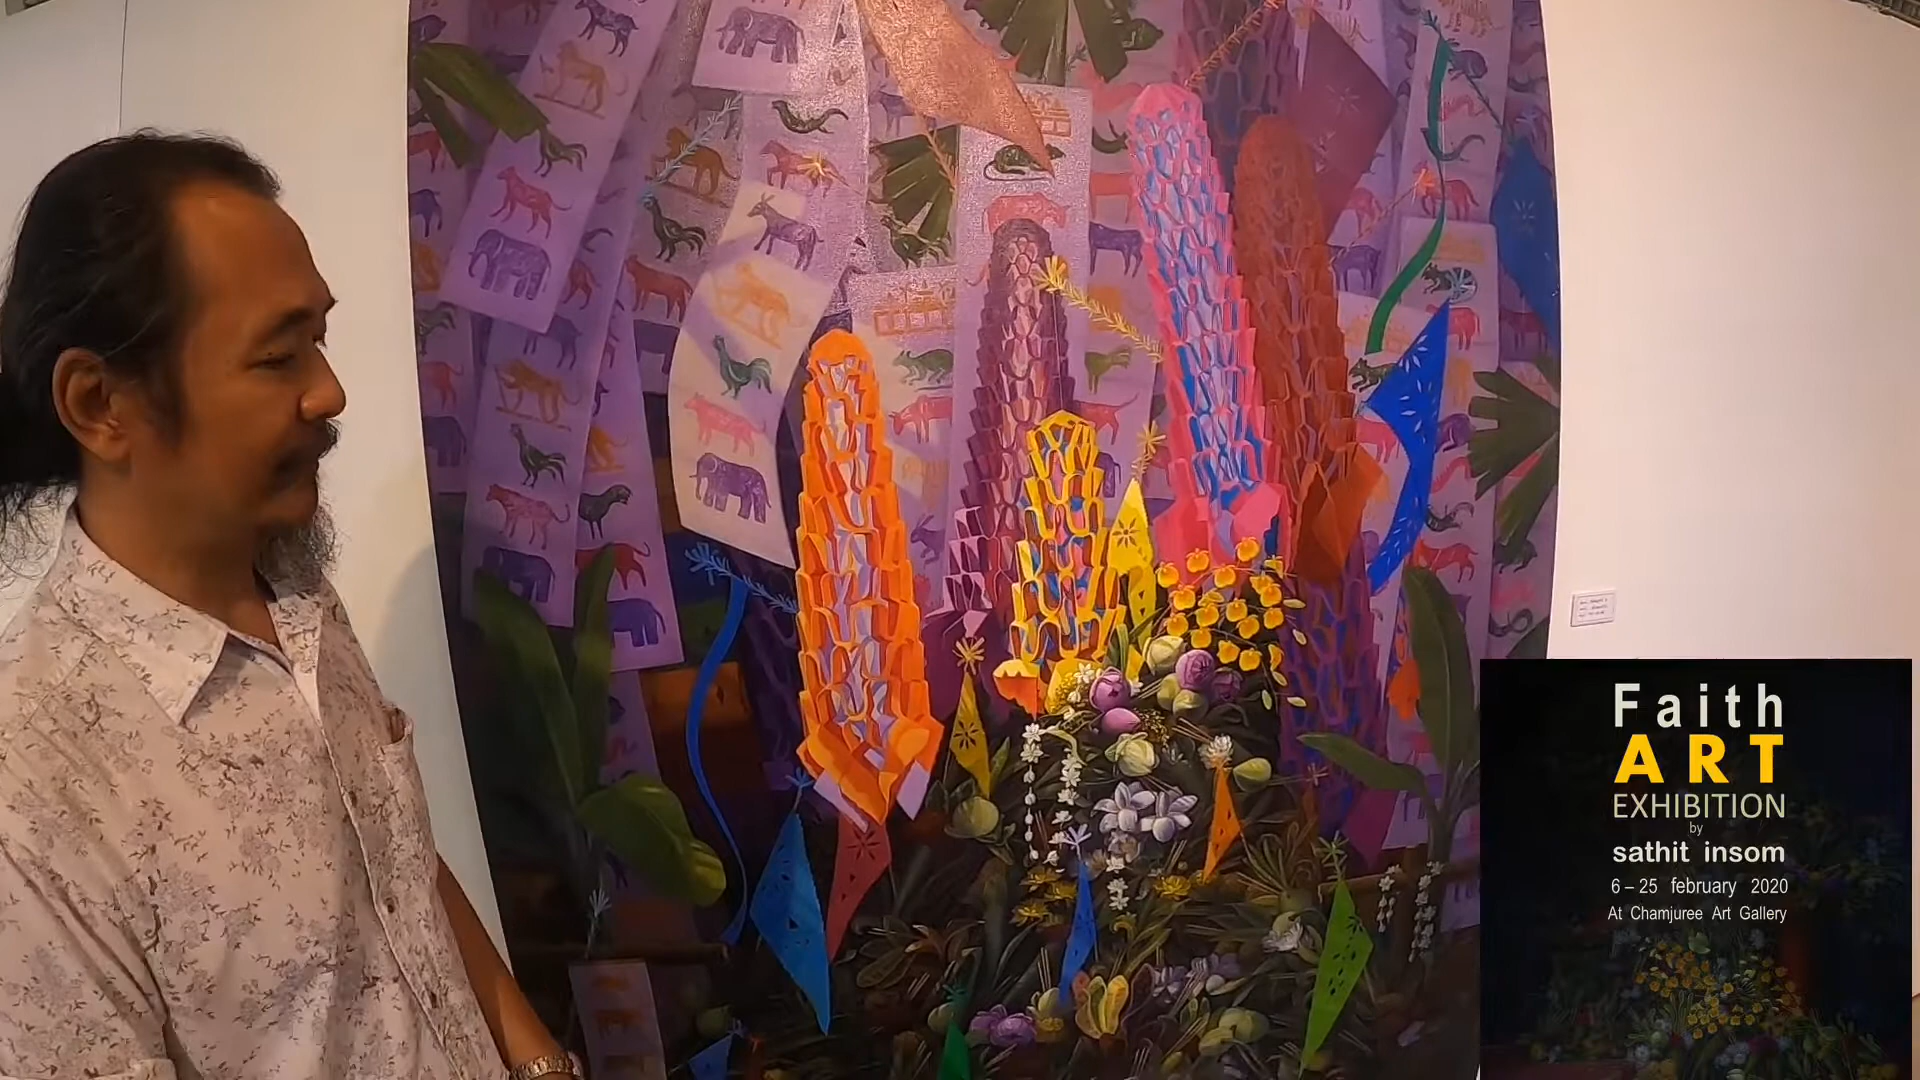 Faith
ART
EXHIBITION
by
sathit insom
6 – 25 february 2020
At Chamjuree Art Gallery